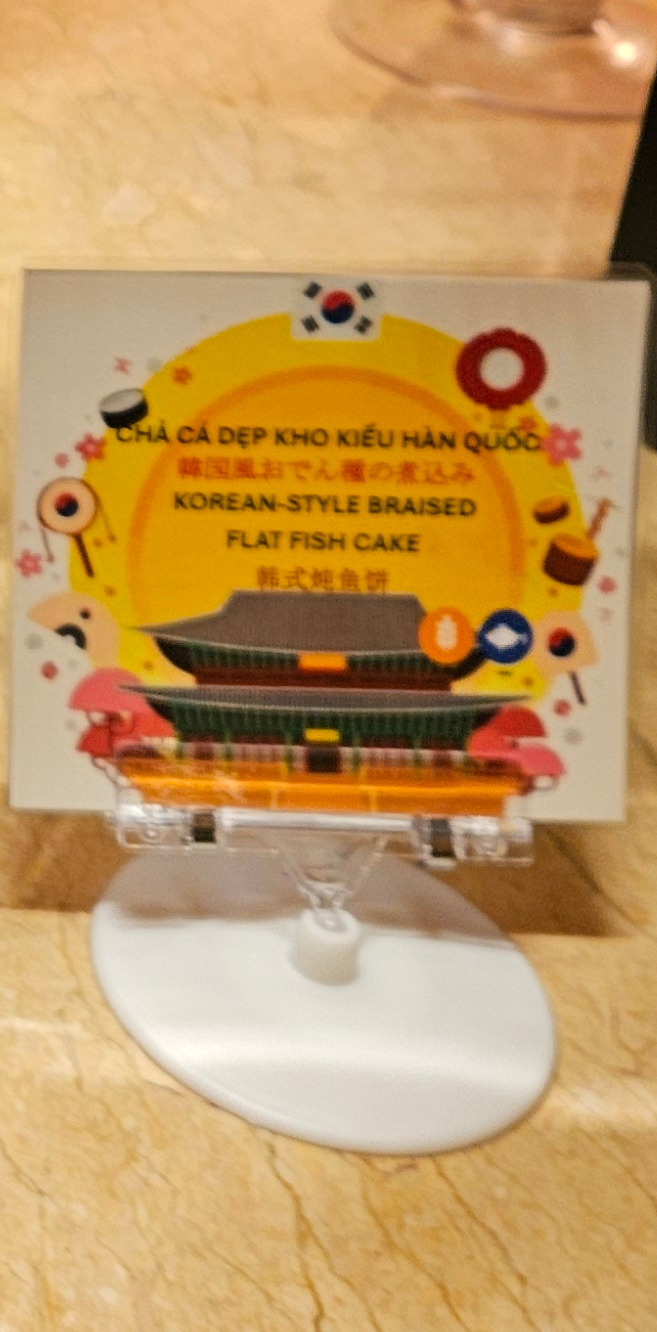 CHẢ CÁ DẸP KHO KIỂU HÀN QUỐC
韓国風おでん種の煮込み
KOREAN-STYLE BRAISED
FLAT FISH CAKE
韩式炖鱼饼